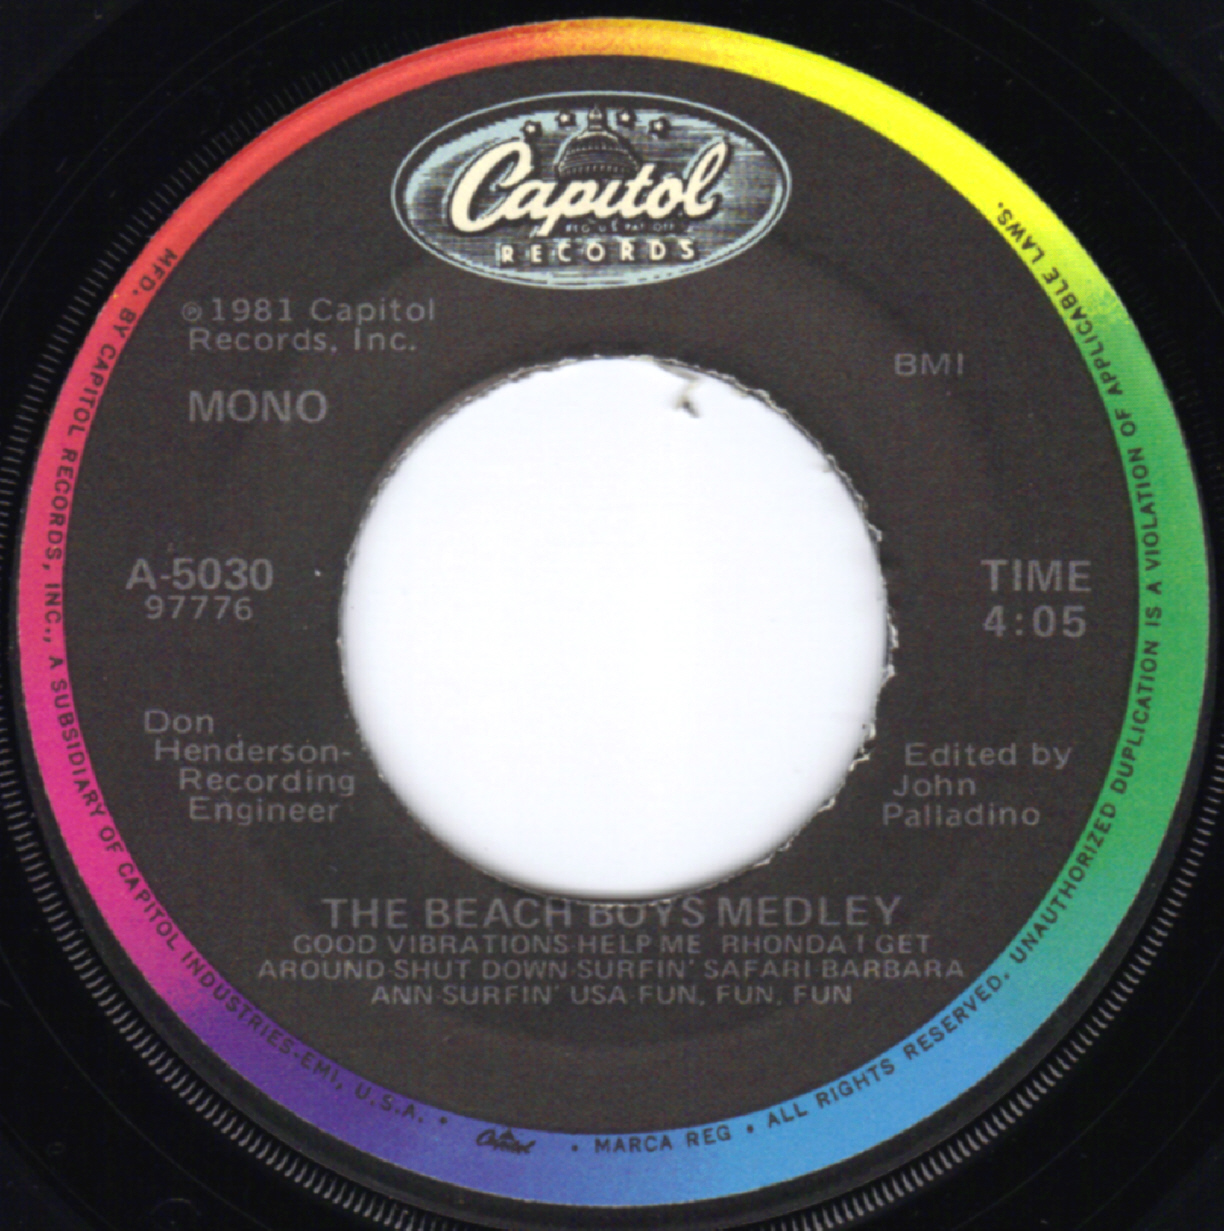 Capitol
REG. U.S. PAT. OFF.
RECORDS
℗1981 Capitol
Records, Inc.
MONO
BMI
A-5030
97776
TIME
4:05
Don
Henderson-
Recording
Engineer
Edited by
John
Palladino
THE BEACH BOYS MEDLEY
GOOD VIBRATIONS HELP ME, RHONDA I GET
AROUND-SHUT DOWN-SURFIN' SAFARI BARBARA
ANN-SURFIN' USA-FUN, FUN, FUN
MFD. BY CAPITOL RECORDS, INC., A SUBSIDIARY OF CAPITOL INDUSTRIES-EMI, U.S.A. • Capitol • MARCA REG • ALL RIGHTS RESERVED. UNAUTHORIZED DUPLICATION IS A VIOLATION OF APPLICABLE LAWS.